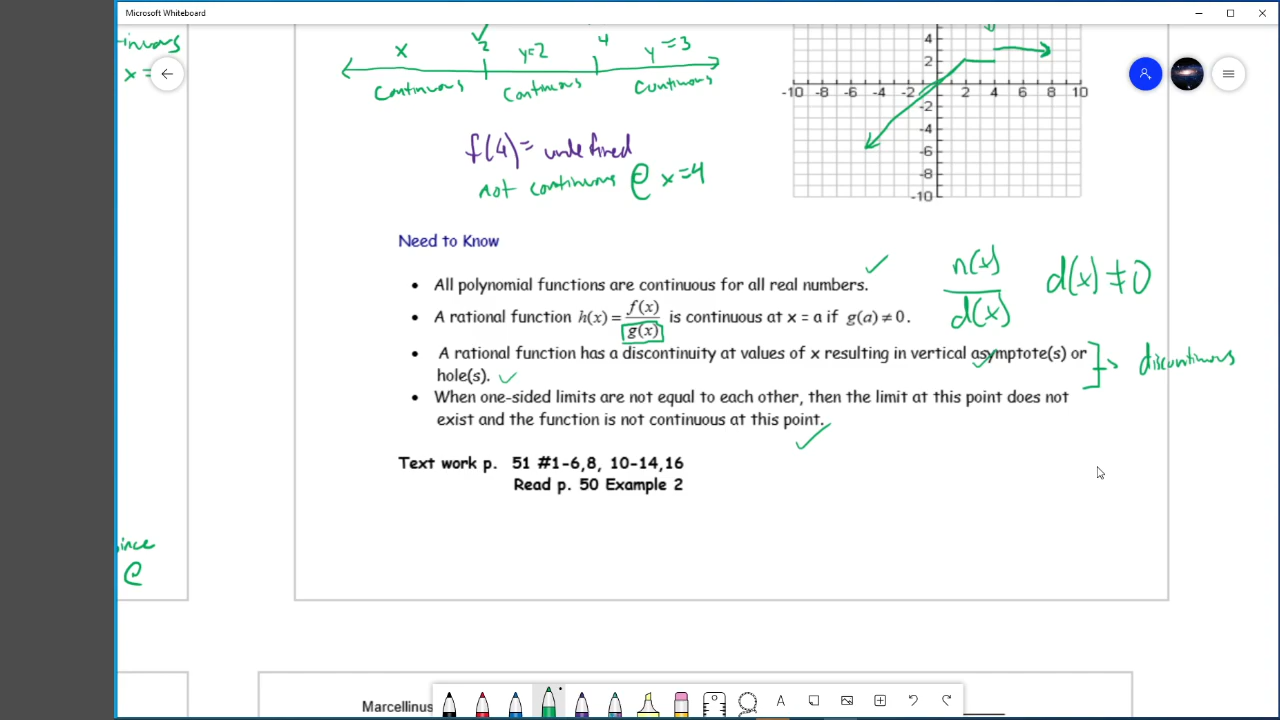 Microsoft Whiteboard
x 2 y=2 4 y=3
Continuous Continuous Continuous
x=
f(4)= undefined
not continuous @ x=4
4
2
-10 -8 -6 -4 -2 2 4 6 8 10
-2
-4
-6
-8
-10
Need to Know
• All polynomial functions are continuous for all real numbers.
• A rational function h(x) = f(x)/g(x) is continuous at x = a if g(a) ≠ 0.
n(x)/d(x) d(x) ≠ 0
• A rational function has a discontinuity at values of x resulting in vertical asymptote(s) or
hole(s).
discontinuous
• When one-sided limits are not equal to each other, then the limit at this point does not
exist and the function is not continuous at this point.
Text work p. 51 #1-6,8, 10-14,16
Read p. 50 Example 2
since
@
Marcellinus
A